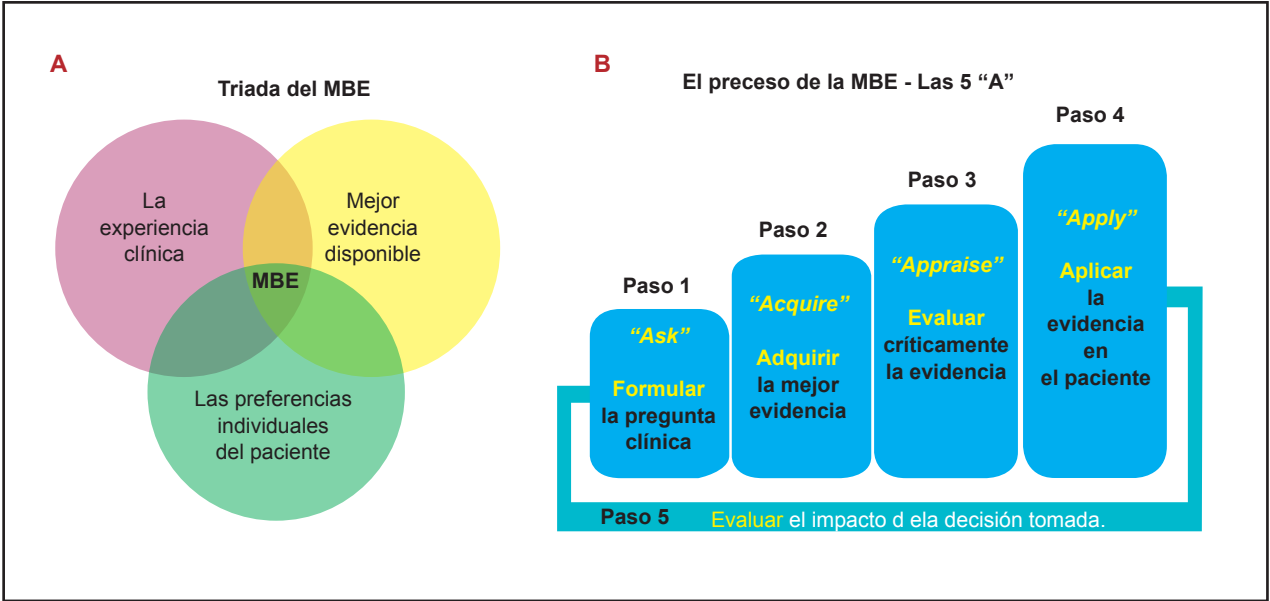 A
Triada del MBE
La
experiencia
clínica
Mejor
evidencia
disponible
MBE
Las preferencias
individuales
del paciente
B
El preceso de la MBE - Las 5 “A”
Paso 1
“Ask”
Formular
la pregunta
clínica
Paso 2
“Acquire”
Adquirir
la mejor
evidencia
Paso 3
“Appraise”
Evaluar
críticamente
la evidencia
Paso 4
“Apply”
Aplicar
la
evidencia
en
el paciente
Paso 5 Evaluar el impacto d ela decisión tomada.